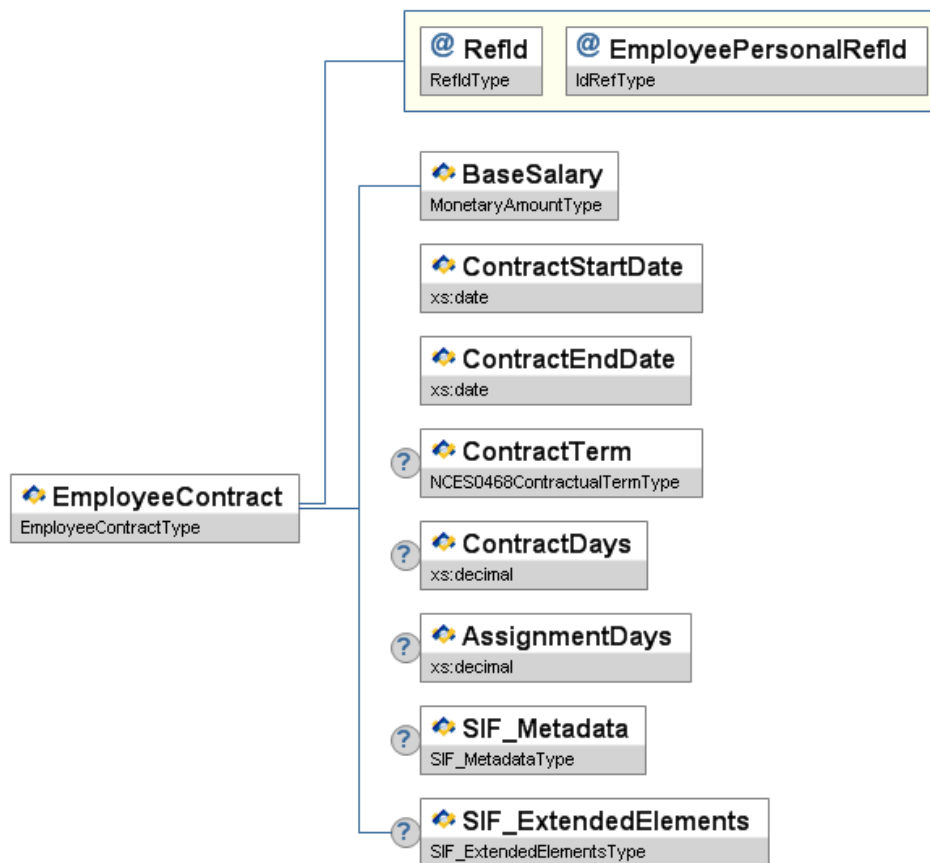 @ RefId
RefIdType
@ EmployeePersonalRefId
IdRefType
BaseSalary
MonetaryAmountType
ContractStartDate
xs:date
ContractEndDate
xs:date
? ContractTerm
NCES0468ContractualTermType
EmployeeContract
EmployeeContractType
? ContractDays
xs:decimal
? AssignmentDays
xs:decimal
? SIF_Metadata
SIF_MetadataType
? SIF_ExtendedElements
SIF_ExtendedElementsType